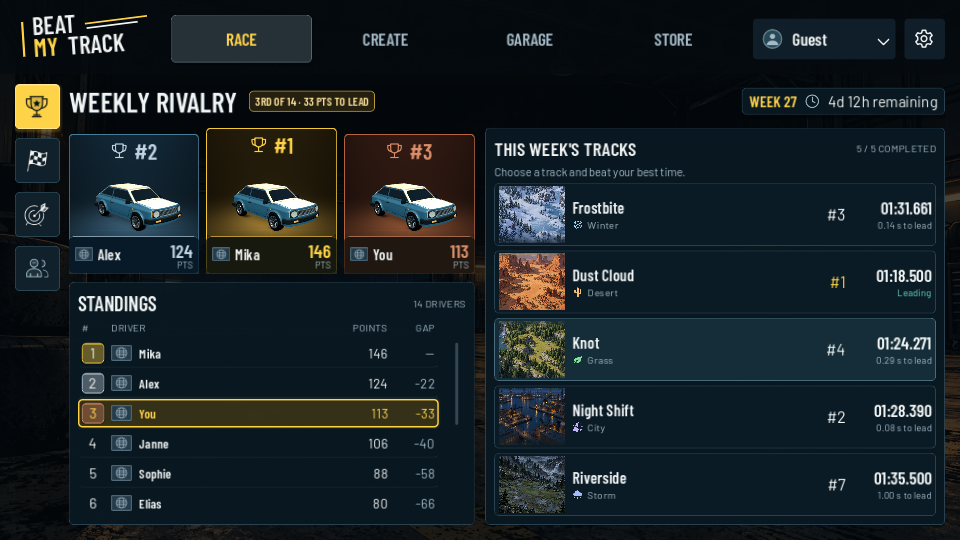 BEAT
MY TRACK
RACE
CREATE
GARAGE
STORE
Guest
WEEKLY RIVALRY
3RD OF 14 · 33 PTS TO LEAD
WEEK 27
4d 12h remaining
#2
Alex
124
PTS
#1
Mika
146
PTS
#3
You
113
PTS
STANDINGS
14 DRIVERS
# DRIVER POINTS GAP
1 Mika 146 –
2 Alex 124 -22
3 You 113 -33
4 Janne 106 -40
5 Sophie 88 -58
6 Elias 80 -66
THIS WEEK'S TRACKS
5 / 5 COMPLETED
Choose a track and beat your best time.
Frostbite #3 01:31.661
Winter 0.14 s to lead
Dust Cloud #1 01:18.500
Desert Leading
Knot #4 01:24.271
Grass 0.29 s to lead
Night Shift #2 01:28.390
City 0.08 s to lead
Riverside #7 01:35.500
Storm 1.00 s to lead